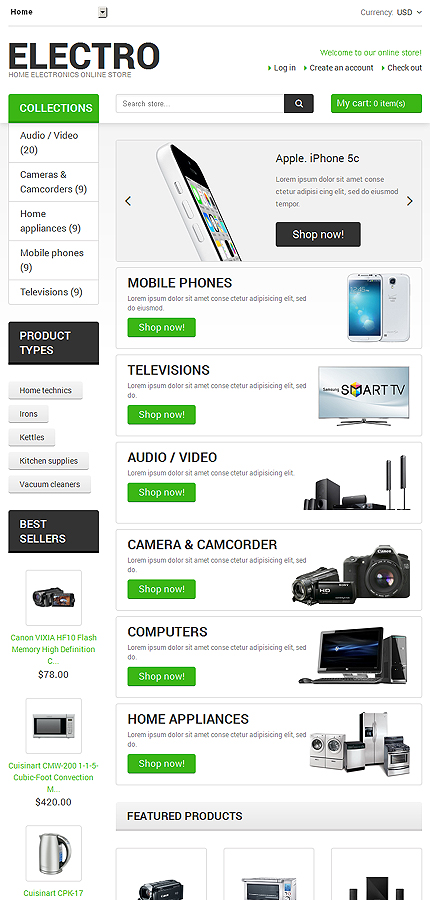 Home
Currency: USD
ELECTRO
HOME ELECTRONICS ONLINE STORE
Welcome to our online store!
Log in Create an account Check out
COLLECTIONS
Search store...
My cart: 0 item(s)
Audio / Video
(20)
Cameras &
Camcorders (9)
Home
appliances (9)
Mobile phones
(9)
Televisions (9)
PRODUCT
TYPES
Home technics
Irons
Kettles
Kitchen supplies
Vacuum cleaners
BEST
SELLERS
Canon VIXIA HF10 Flash
Memory High Definition
C...
$78.00
Cuisinart CMW-200 1-1-5-
Cubic-Foot Convection
M...
$420.00
Cuisinart CPK-17
Apple. iPhone 5c
Lorem ipsum dolor sit amet conse
ctetur adipisi cing elit, sed do eiusmod
tempor.
Shop now!
MOBILE PHONES
Lorem ipsum dolor sit amet conse ctetur adipisicing elit, sed
do eiusmod.
Shop now!
TELEVISIONS
Lorem ipsum dolor sit amet conse ctetur adipisicing elit, sed
do.
Shop now!
Samsung SMART TV
AUDIO / VIDEO
Lorem ipsum dolor sit amet conse ctetur adipisicing elit.
Shop now!
CAMERA & CAMCORDER
Lorem ipsum dolor sit amet conse ctetur adipisicing elit, sed
do.
Shop now!
SONY
HD
Canon
COMPUTERS
Lorem ipsum dolor sit amet conse ctetur adipisicing elit, sed
do.
Shop now!
HOME APPLIANCES
Lorem ipsum dolor sit amet conse ctetur adipisicing elit, sed
do.
Shop now!
FEATURED PRODUCTS